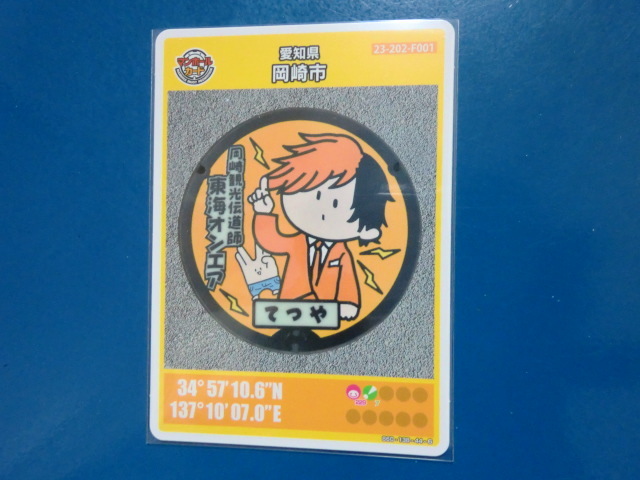 マンホール
カード
愛知県
岡崎市
23-202-F001
岡崎観光伝道師
東海オンエア
てつや
34°57'10.6"N
137°10'07.0"E